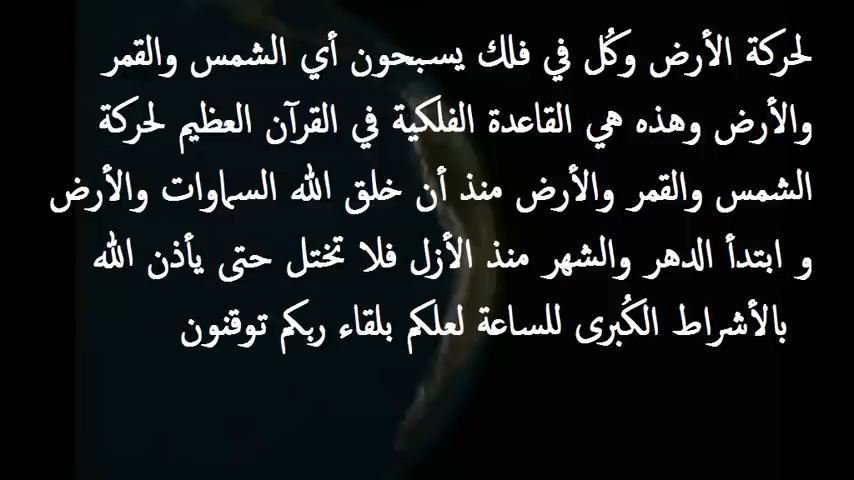 لحركة الأرض وكُل في فلك يسبحون أي الشمس والقمر
والأرض وهذه هي القاعدة الفلكية في القرآن العظيم لحركة
الشمس والقمر والأرض منذ أن خلق الله السماوات والأرض
و ابتدأ الدهر والشهر منذ الأزل فلا تختل حتى يأذن الله
بالأشراط الكُبرى للساعة لعلكم بلقاء ربكم توقنون